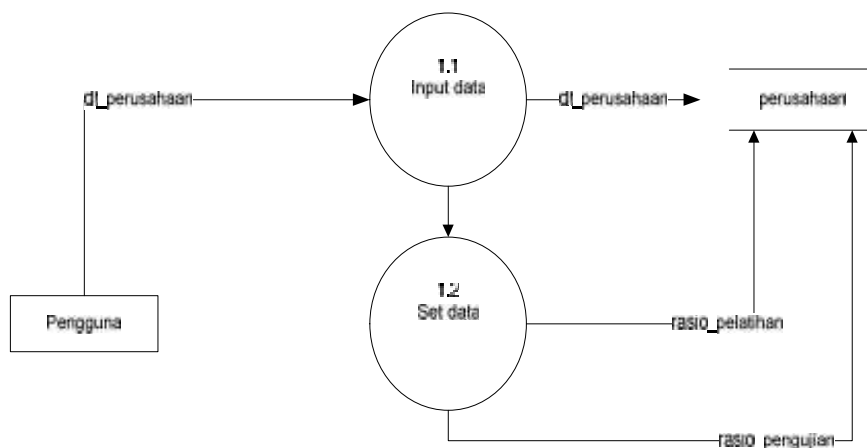 1.1
Input data
dt_perusahaan
dt_perusahaan
perusahaan
1.2
Set data
Pengguna
rasio_pelatihan
rasio_pengujian